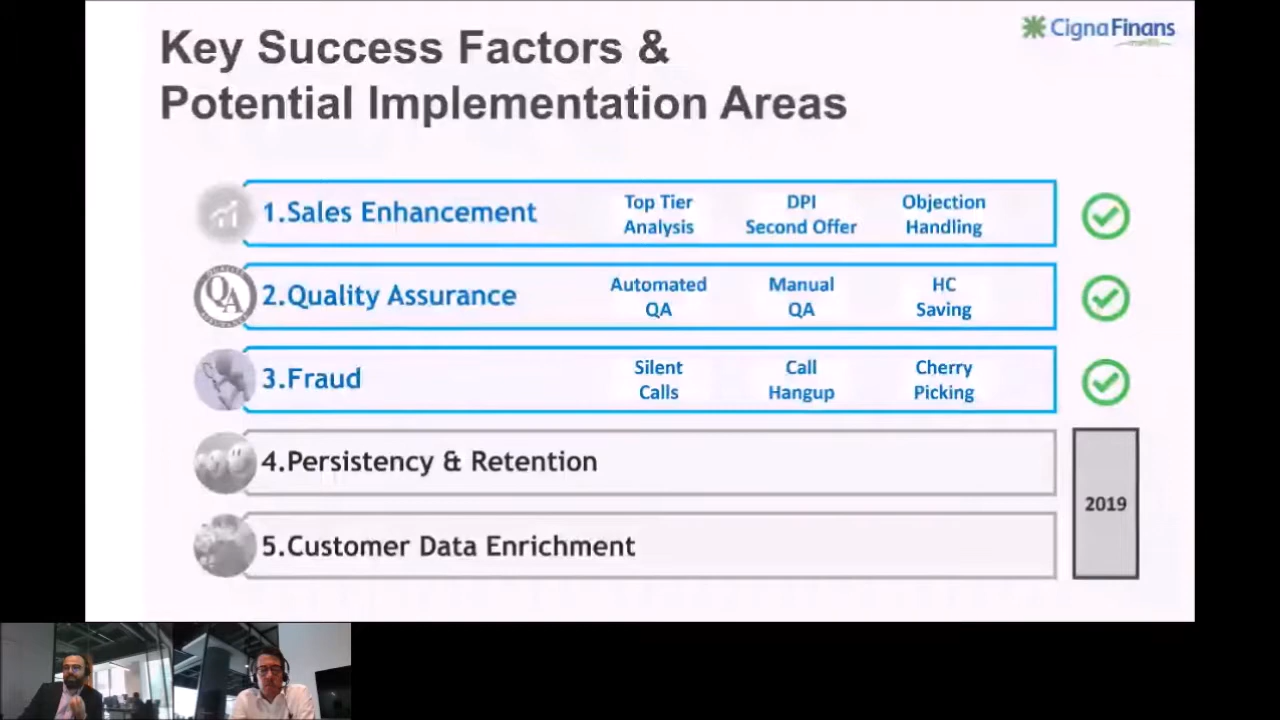 Key Success Factors &
Potential Implementation Areas
CignaFinans
1.Sales Enhancement
Top Tier
Analysis
DPI
Second Offer
Objection
Handling
QA
2.Quality Assurance
Automated
QA
Manual
QA
HC
Saving
3.Fraud
Silent
Calls
Call
Hangup
Cherry
Picking
4.Persistency & Retention
5.Customer Data Enrichment
2019